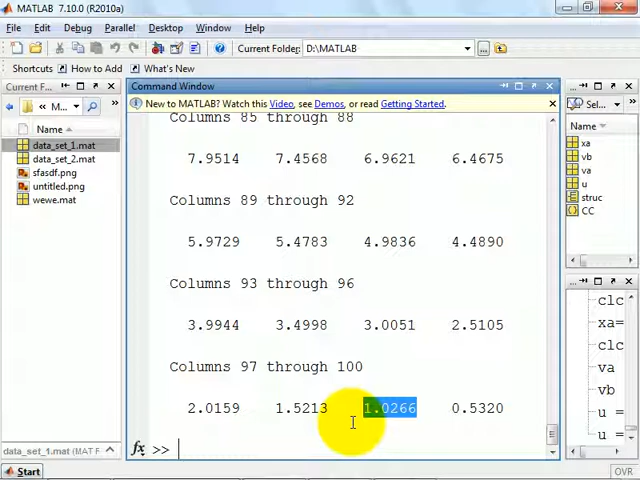 MATLAB 7.10.0 (R2010a)
File Edit Debug Parallel Desktop Window Help
Current Folder: D:\MATLAB
Shortcuts How to Add What's New
Current F...
« M...
Name
data_set_1.mat
data_set_2.mat
sfasdf.png
untitled.png
wewe.mat
data_set_1.mat (MAT F
Command Window
New to MATLAB? Watch this Video, see Demos, or read Getting Started.
Columns 85 through 88
7.9514 7.4568 6.9621 6.4675
Columns 89 through 92
5.9729 5.4783 4.9836 4.4890
Columns 93 through 96
3.9944 3.4998 3.0051 2.5105
Columns 97 through 100
2.0159 1.5213 1.0266 0.5320
fx >>
Sel...
Name
xa
vb
va
u
struc
CC
clc
xa=
clc
va
vb
u =
u =
Start